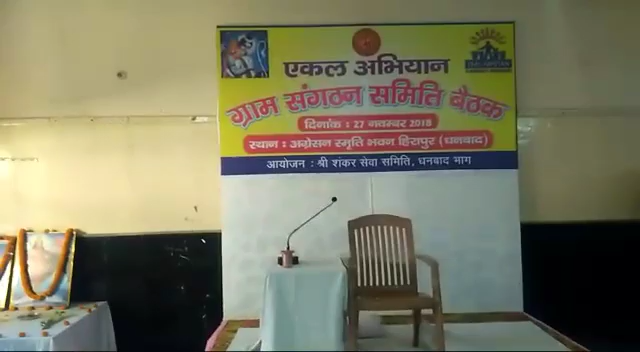 एकल अभियान
ग्राम संगठन समिति बैठक
दिनांक : 27 नवम्बर 2018
स्थान : अग्रेसन स्मृति भवन हिरापुर (धनबाद)
आयोजन : श्री शंकर सेवा समिति, धनबाद भाग